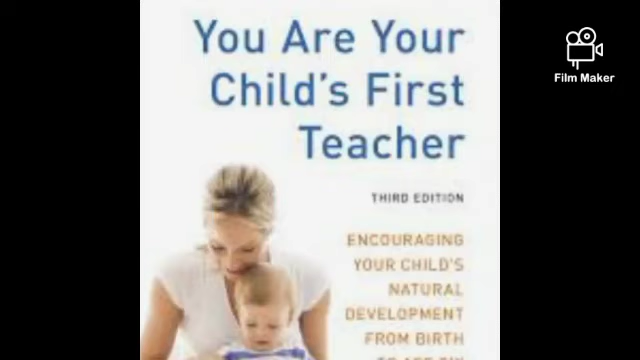 You Are Your
Child's First
Teacher
THIRD EDITION
ENCOURAGING
YOUR CHILD'S
NATURAL
DEVELOPMENT
FROM BIRTH
Film Maker